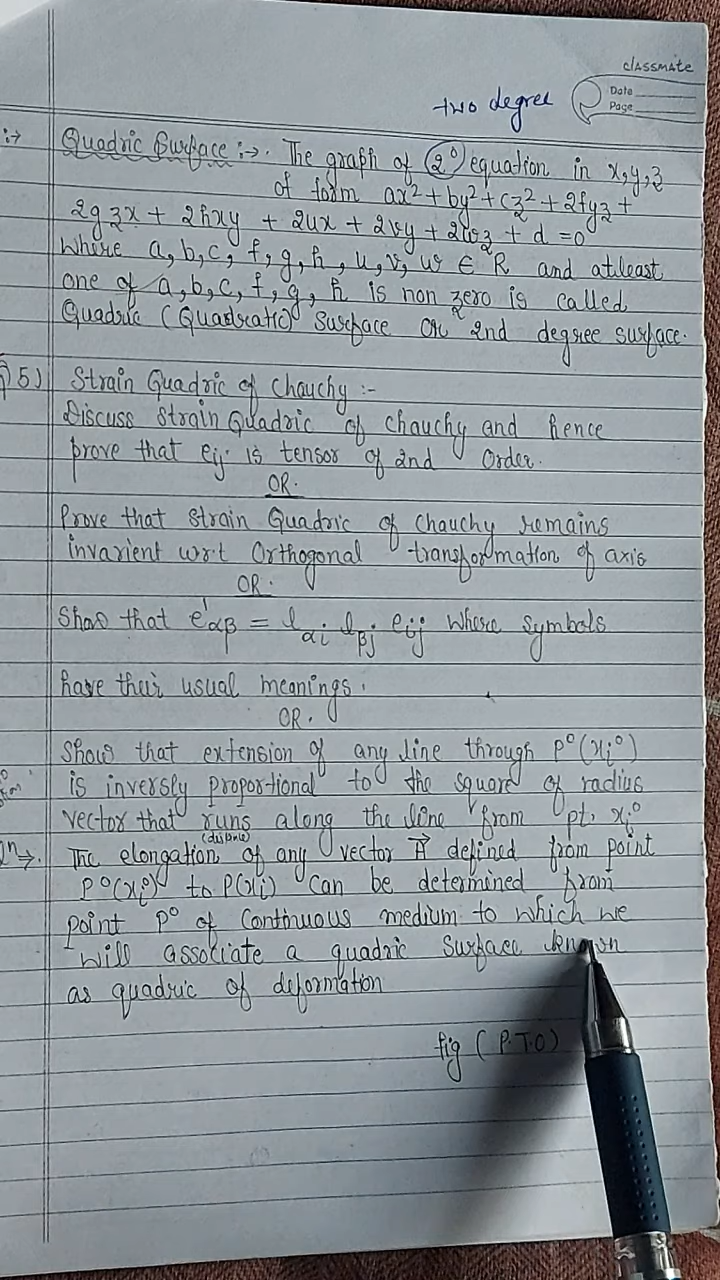 classmate
Date
Page
two degree
:→ Quadric Surface :→. The graph of 2° equation in x,y,z
of form ax²+by²+cz²+2fyz+
2gzx + 2hxy + 2ux + 2vy + 2wz + d = 0
where a,b,c,f,g,h,u,v,w ∈ R and atleast
one of a,b,c,f,g,h is non zero is called
Quadric (Quadratic) Surface or 2nd degree surface.
5) Strain Quadric of Chauchy :-
Discuss Strain Quadric of Chauchy and hence
prove that eij is tensor of 2nd Order.
OR.
Prove that Strain Quadric of Chauchy remains
invarient w.r.t Orthogonal transformation of axis
OR.
Show that e'αβ = lαi lβj eij where symbols
have their usual meanings.
OR.
Show that extension of any line through P°(xi°)
is inversly proportional to the square of radius
vector that runs along the line from pt. xi°
(dispne)
The elongation of any vector A⃗ defined from point
P°(xi°) to P(xi) can be determined from
point P° of Continuous medium to which we
will associate a quadric surface known
as quadric of deformation
fig (P.T.O)